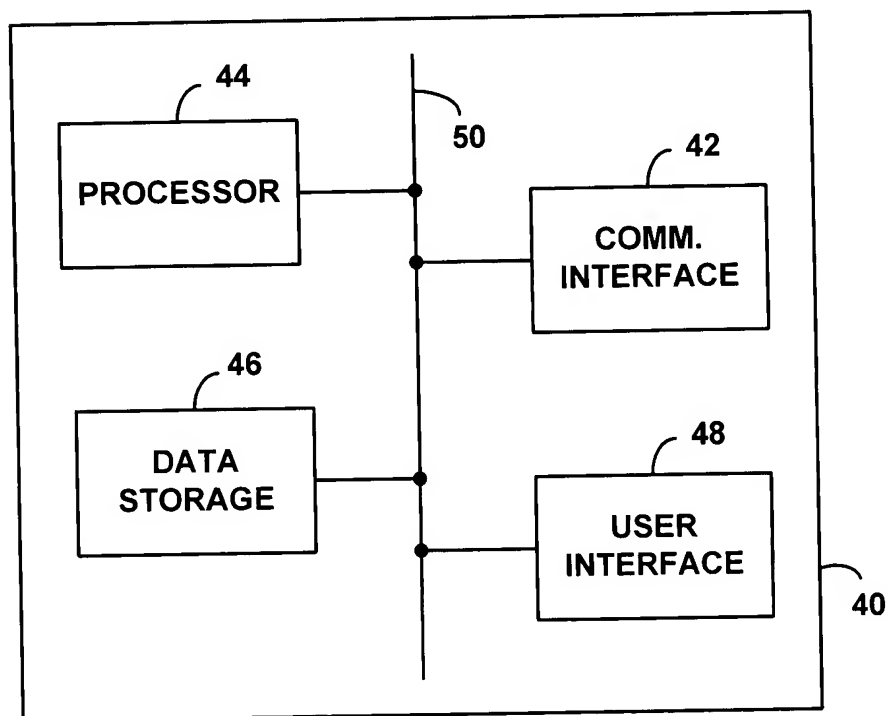 44
PROCESSOR
50
42
COMM.
INTERFACE
46
DATA
STORAGE
48
USER
INTERFACE
40